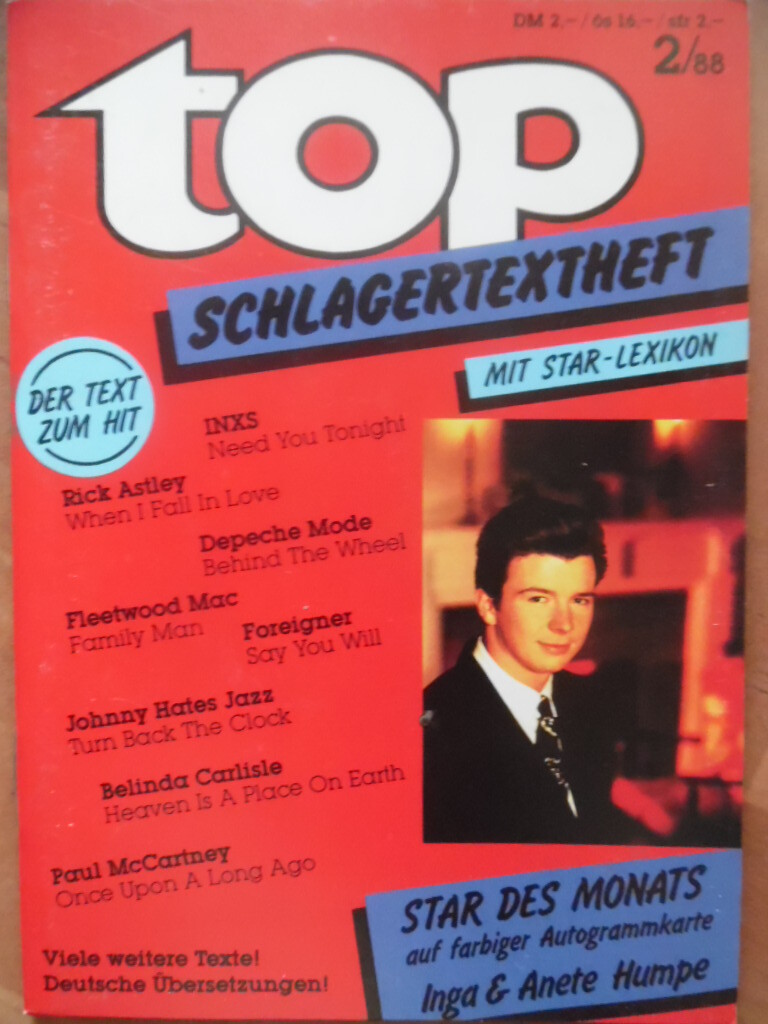 DM 2.– / ös 16.– / sfr 2.–
2/88
top
SCHLAGERTEXTHEFT
MIT STAR-LEXIKON
DER TEXT
ZUM HIT
INXS
Need You Tonight
Rick Astley
When I Fall In Love
Depeche Mode
Behind The Wheel
Fleetwood Mac
Family Man
Foreigner
Say You Will
Johnny Hates Jazz
Turn Back The Clock
Belinda Carlisle
Heaven Is A Place On Earth
Paul McCartney
Once Upon A Long Ago
Viele weitere Texte!
Deutsche Übersetzungen!
STAR DES MONATS
auf farbiger Autogrammkarte
Inga & Anete Humpe